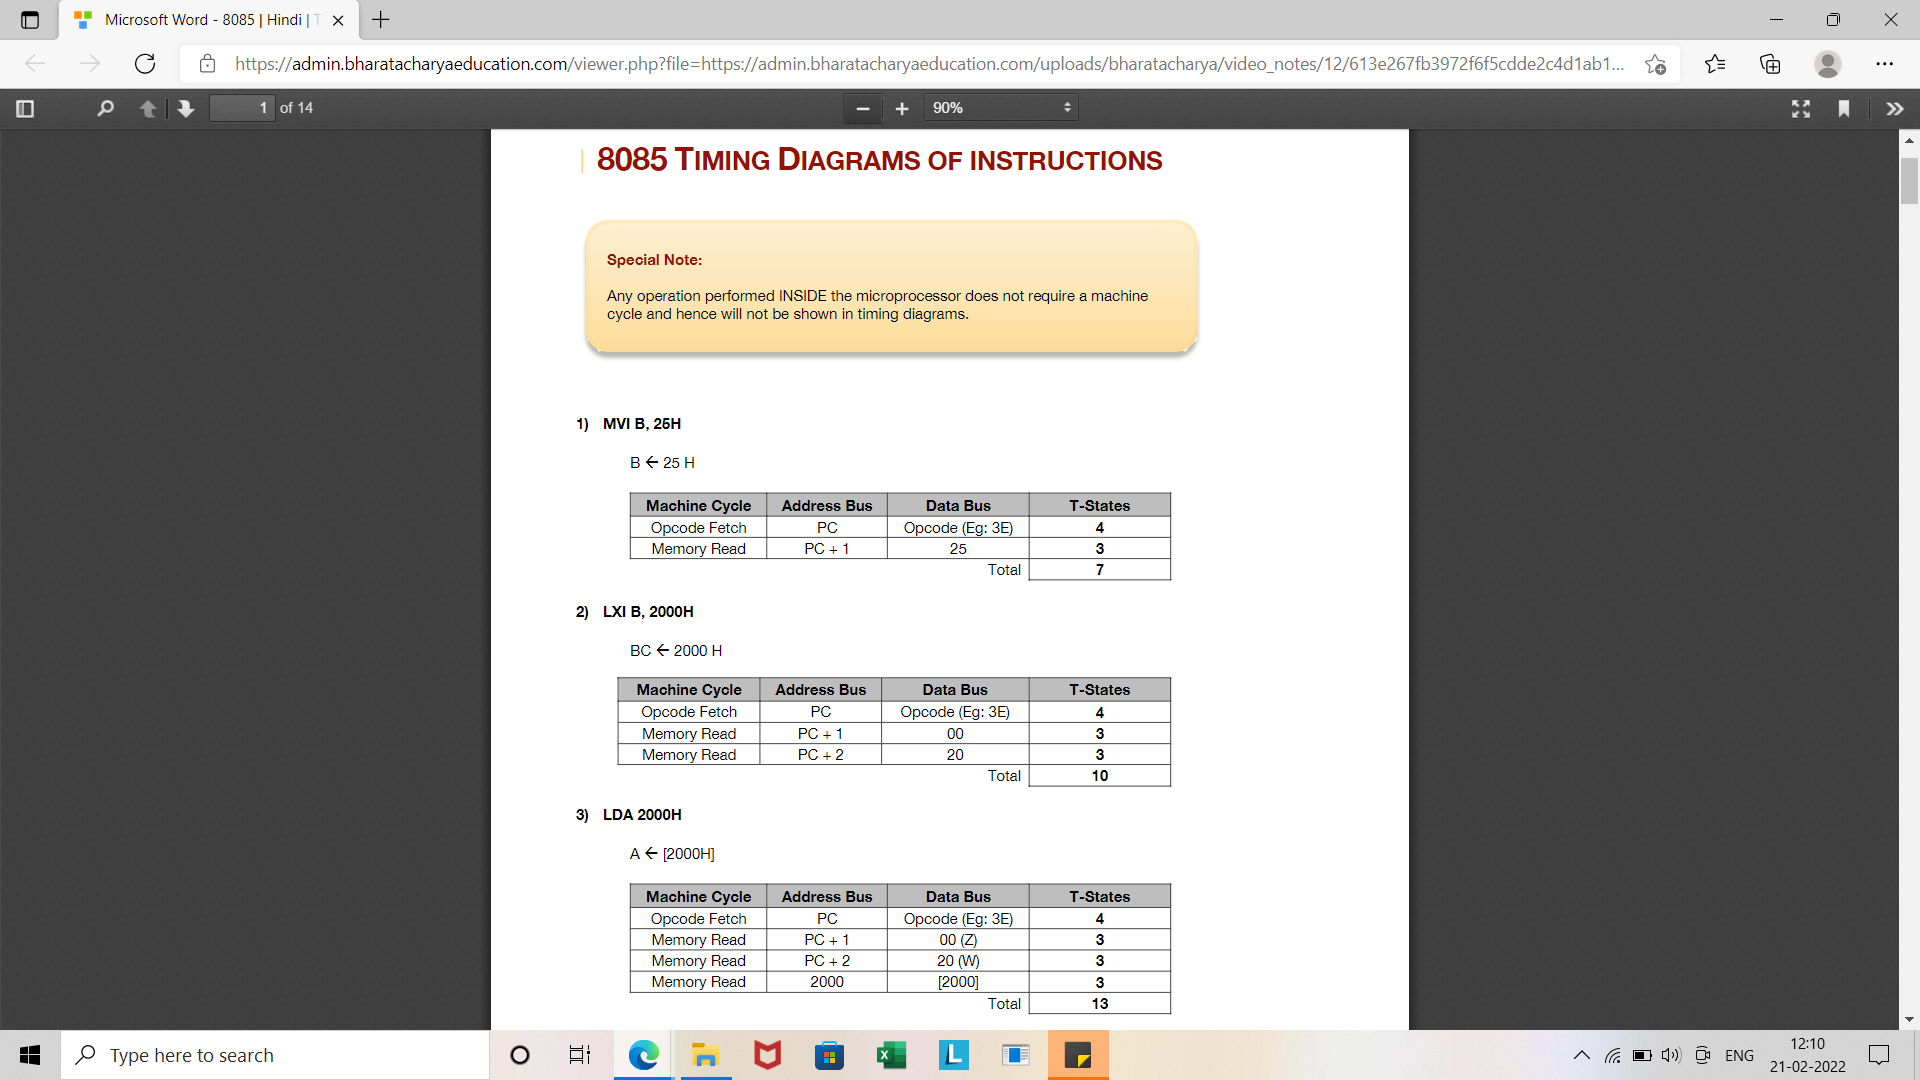 Microsoft Word - 8085 | Hindi | T
https://admin.bharatacharyaeducation.com/viewer.php?file=https://admin.bharatacharyaeducation.com/uploads/bharatacharya/video_notes/12/613e267fb3972f6f5cdde2c4d1ab1...
1 of 14
90%
8085 TIMING DIAGRAMS OF INSTRUCTIONS
Special Note:
Any operation performed INSIDE the microprocessor does not require a machine
cycle and hence will not be shown in timing diagrams.
1) MVI B, 25H
B ← 25 H
Machine Cycle Address Bus Data Bus T-States
Opcode Fetch PC Opcode (Eg: 3E) 4
Memory Read PC + 1 25 3
Total 7
2) LXI B, 2000H
BC ← 2000 H
Machine Cycle Address Bus Data Bus T-States
Opcode Fetch PC Opcode (Eg: 3E) 4
Memory Read PC + 1 00 3
Memory Read PC + 2 20 3
Total 10
3) LDA 2000H
A ← [2000H]
Machine Cycle Address Bus Data Bus T-States
Opcode Fetch PC Opcode (Eg: 3E) 4
Memory Read PC + 1 00 (Z) 3
Memory Read PC + 2 20 (W) 3
Memory Read 2000 [2000] 3
Total 13
Type here to search
L
ENG
12:10
21-02-2022